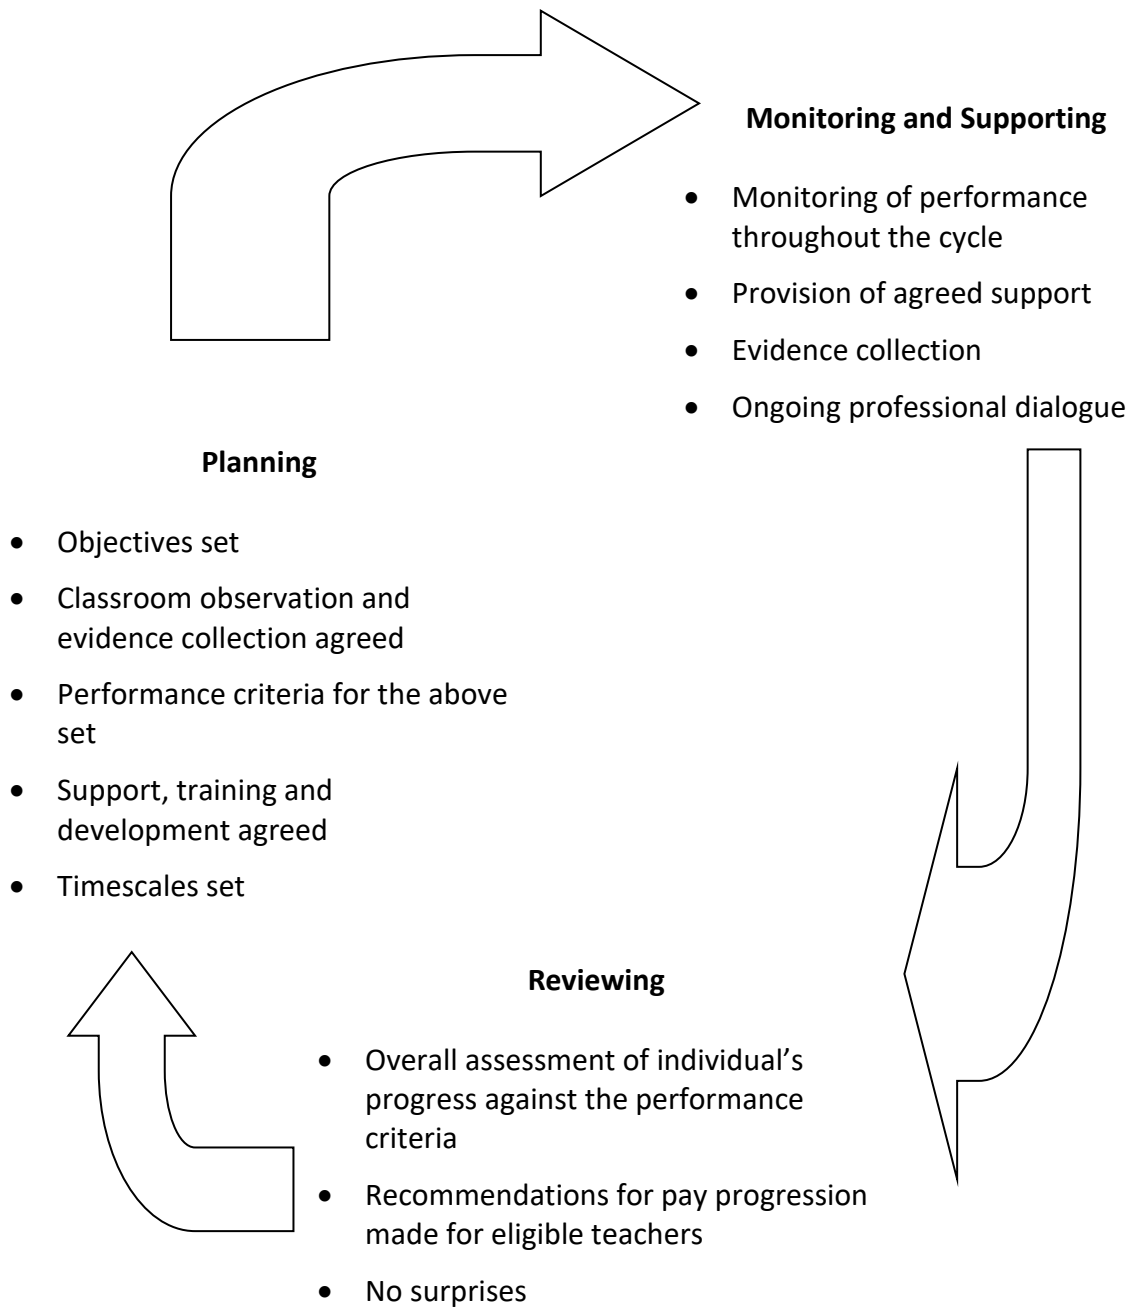 Monitoring and Supporting
• Monitoring of performance
throughout the cycle
• Provision of agreed support
• Evidence collection
• Ongoing professional dialogue
Planning
• Objectives set
• Classroom observation and
evidence collection agreed
• Performance criteria for the above
set
• Support, training and
development agreed
• Timescales set
Reviewing
• Overall assessment of individual’s
progress against the performance
criteria
• Recommendations for pay progression
made for eligible teachers
• No surprises